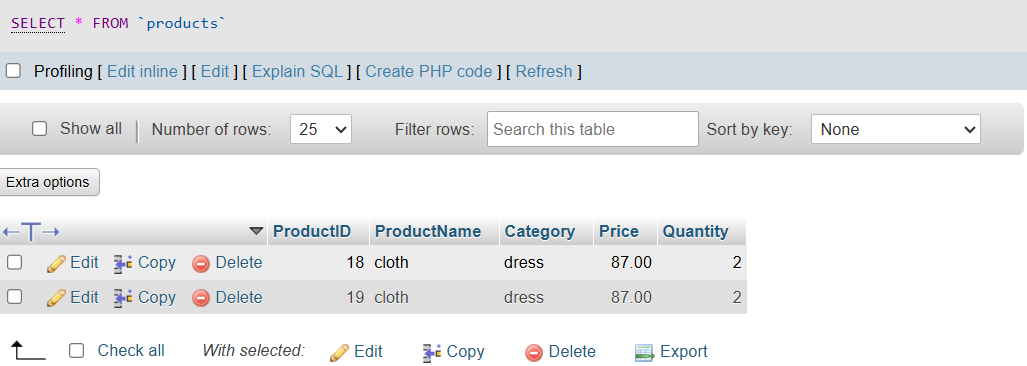 SELECT * FROM `products`
Profiling [ Edit inline ] [ Edit ] [ Explain SQL ] [ Create PHP code ] [ Refresh ]
Show all Number of rows: 25 Filter rows: Search this table Sort by key: None
Extra options
ProductID ProductName Category Price Quantity
Edit Copy Delete 18 cloth dress 87.00 2
Edit Copy Delete 19 cloth dress 87.00 2
Check all With selected: Edit Copy Delete Export